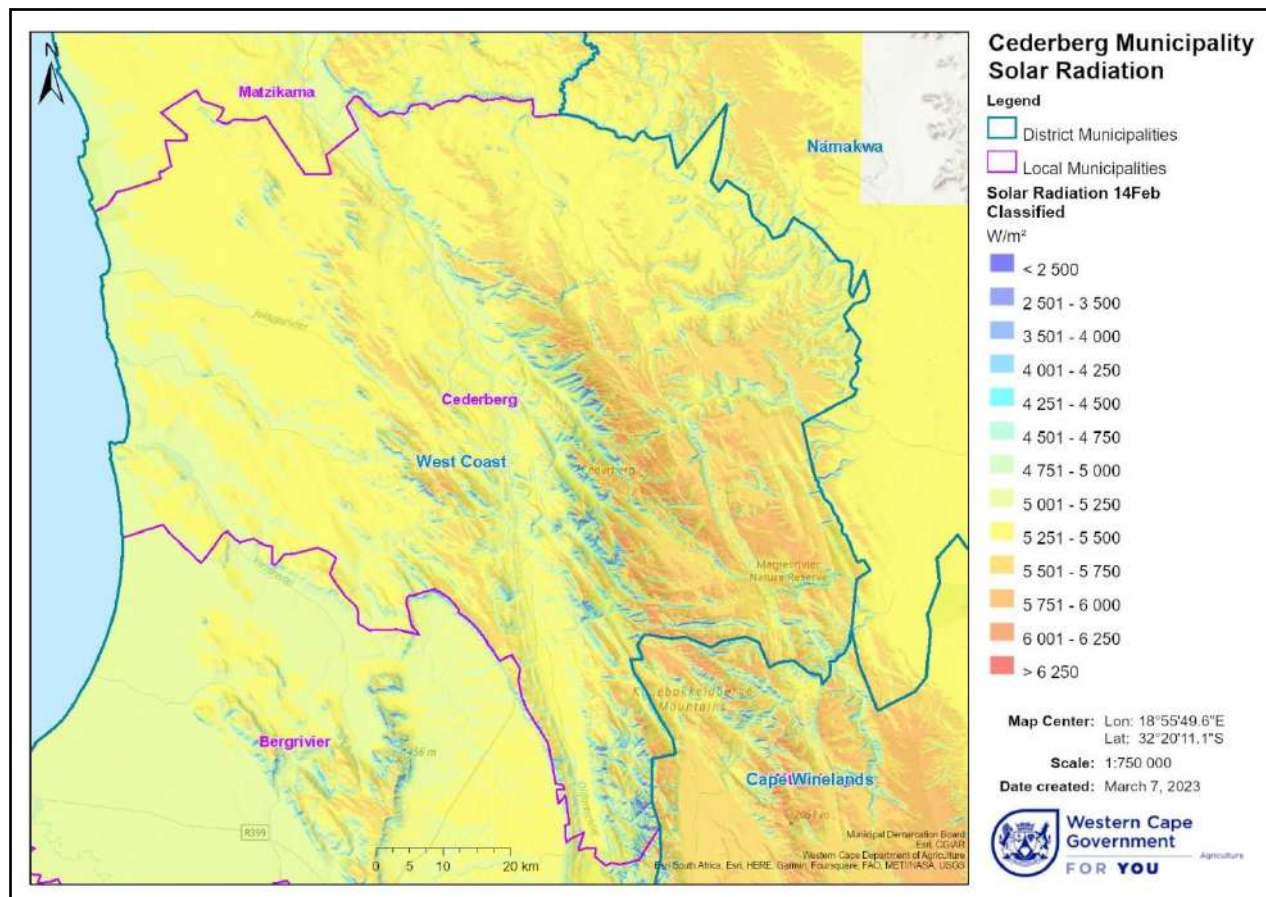 Cederberg Municipality
Solar Radiation
Legend
District Municipalities
Local Municipalities
Solar Radiation 14Feb
Classified
W/m²
< 2 500
2 501 - 3 500
3 501 - 4 000
4 001 - 4 250
4 251 - 4 500
4 501 - 4 750
4 751 - 5 000
5 001 - 5 250
5 251 - 5 500
5 501 - 5 750
5 751 - 6 000
6 001 - 6 250
> 6 250
Map Center: Lon: 18°55'49.6"E
Lat: 32°20'11.1"S
Scale: 1:750 000
Date created: March 7, 2023
Western Cape
Government
Agriculture
FOR YOU
N
Matzikama
Namakwa
Cederberg
West Coast
Cederberg
Nature Reserve
Mountains
Bergrivier
Cape Winelands
R399
0 10 20 km
Municipal Demarcation Board
Esri, CGIAR
Western Cape Department of Agriculture
Esri South Africa, Esri, HERE, Garmin, Foursquare, FAO, METI/NASA, USGS